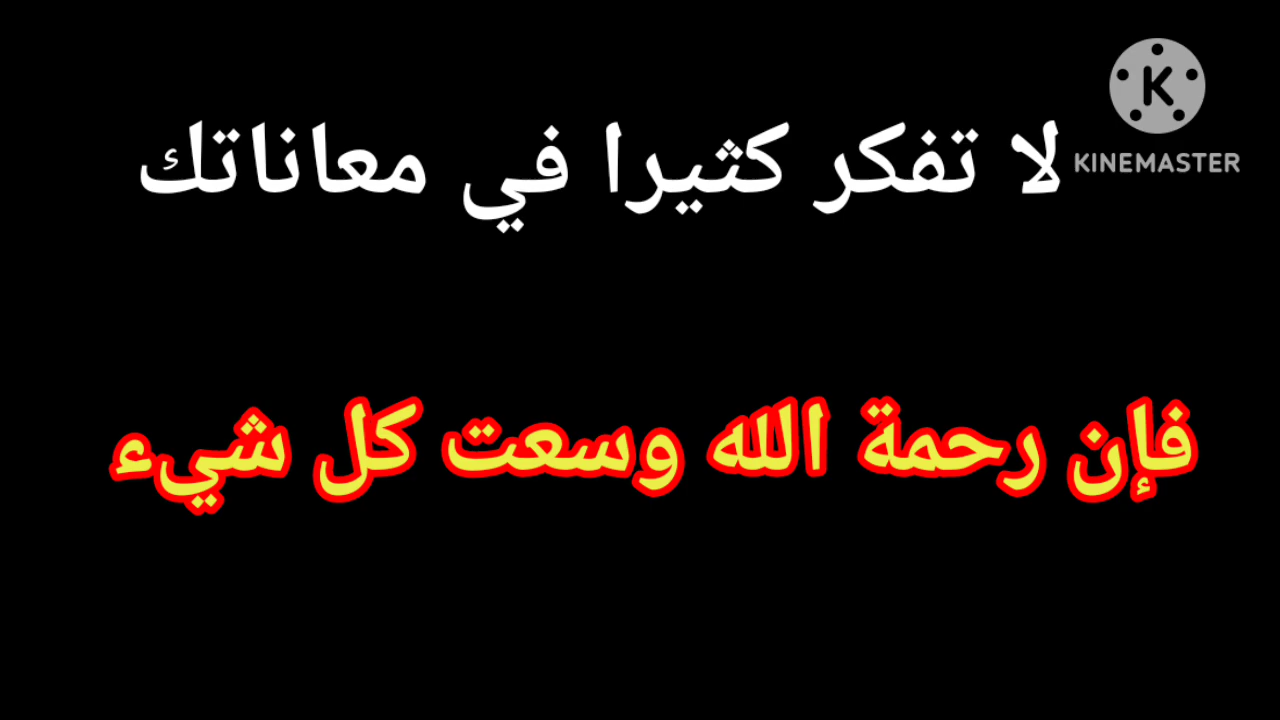 لا تفكر كثيرا في معاناتك
KINEMASTER
فإن رحمة الله وسعت كل شيء